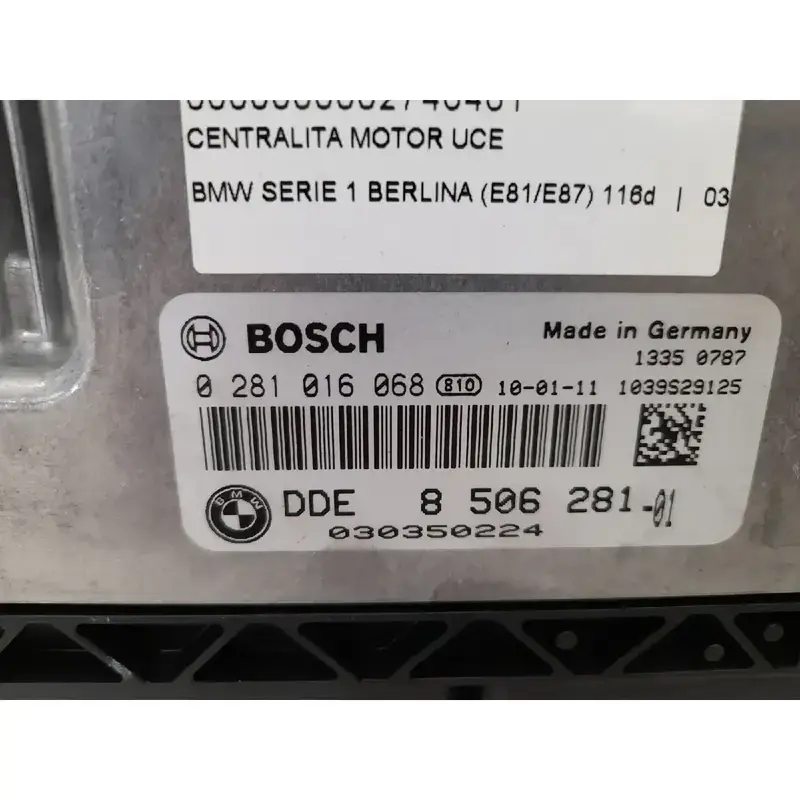 CENTRALITA MOTOR UCE
BMW SERIE 1 BERLINA (E81/E87) 116d | 03
BOSCH Made in Germany
1335 0787
0 281 016 068 810 10-01-11 1039S29125
BMW DDE 8 506 281-01
030350224